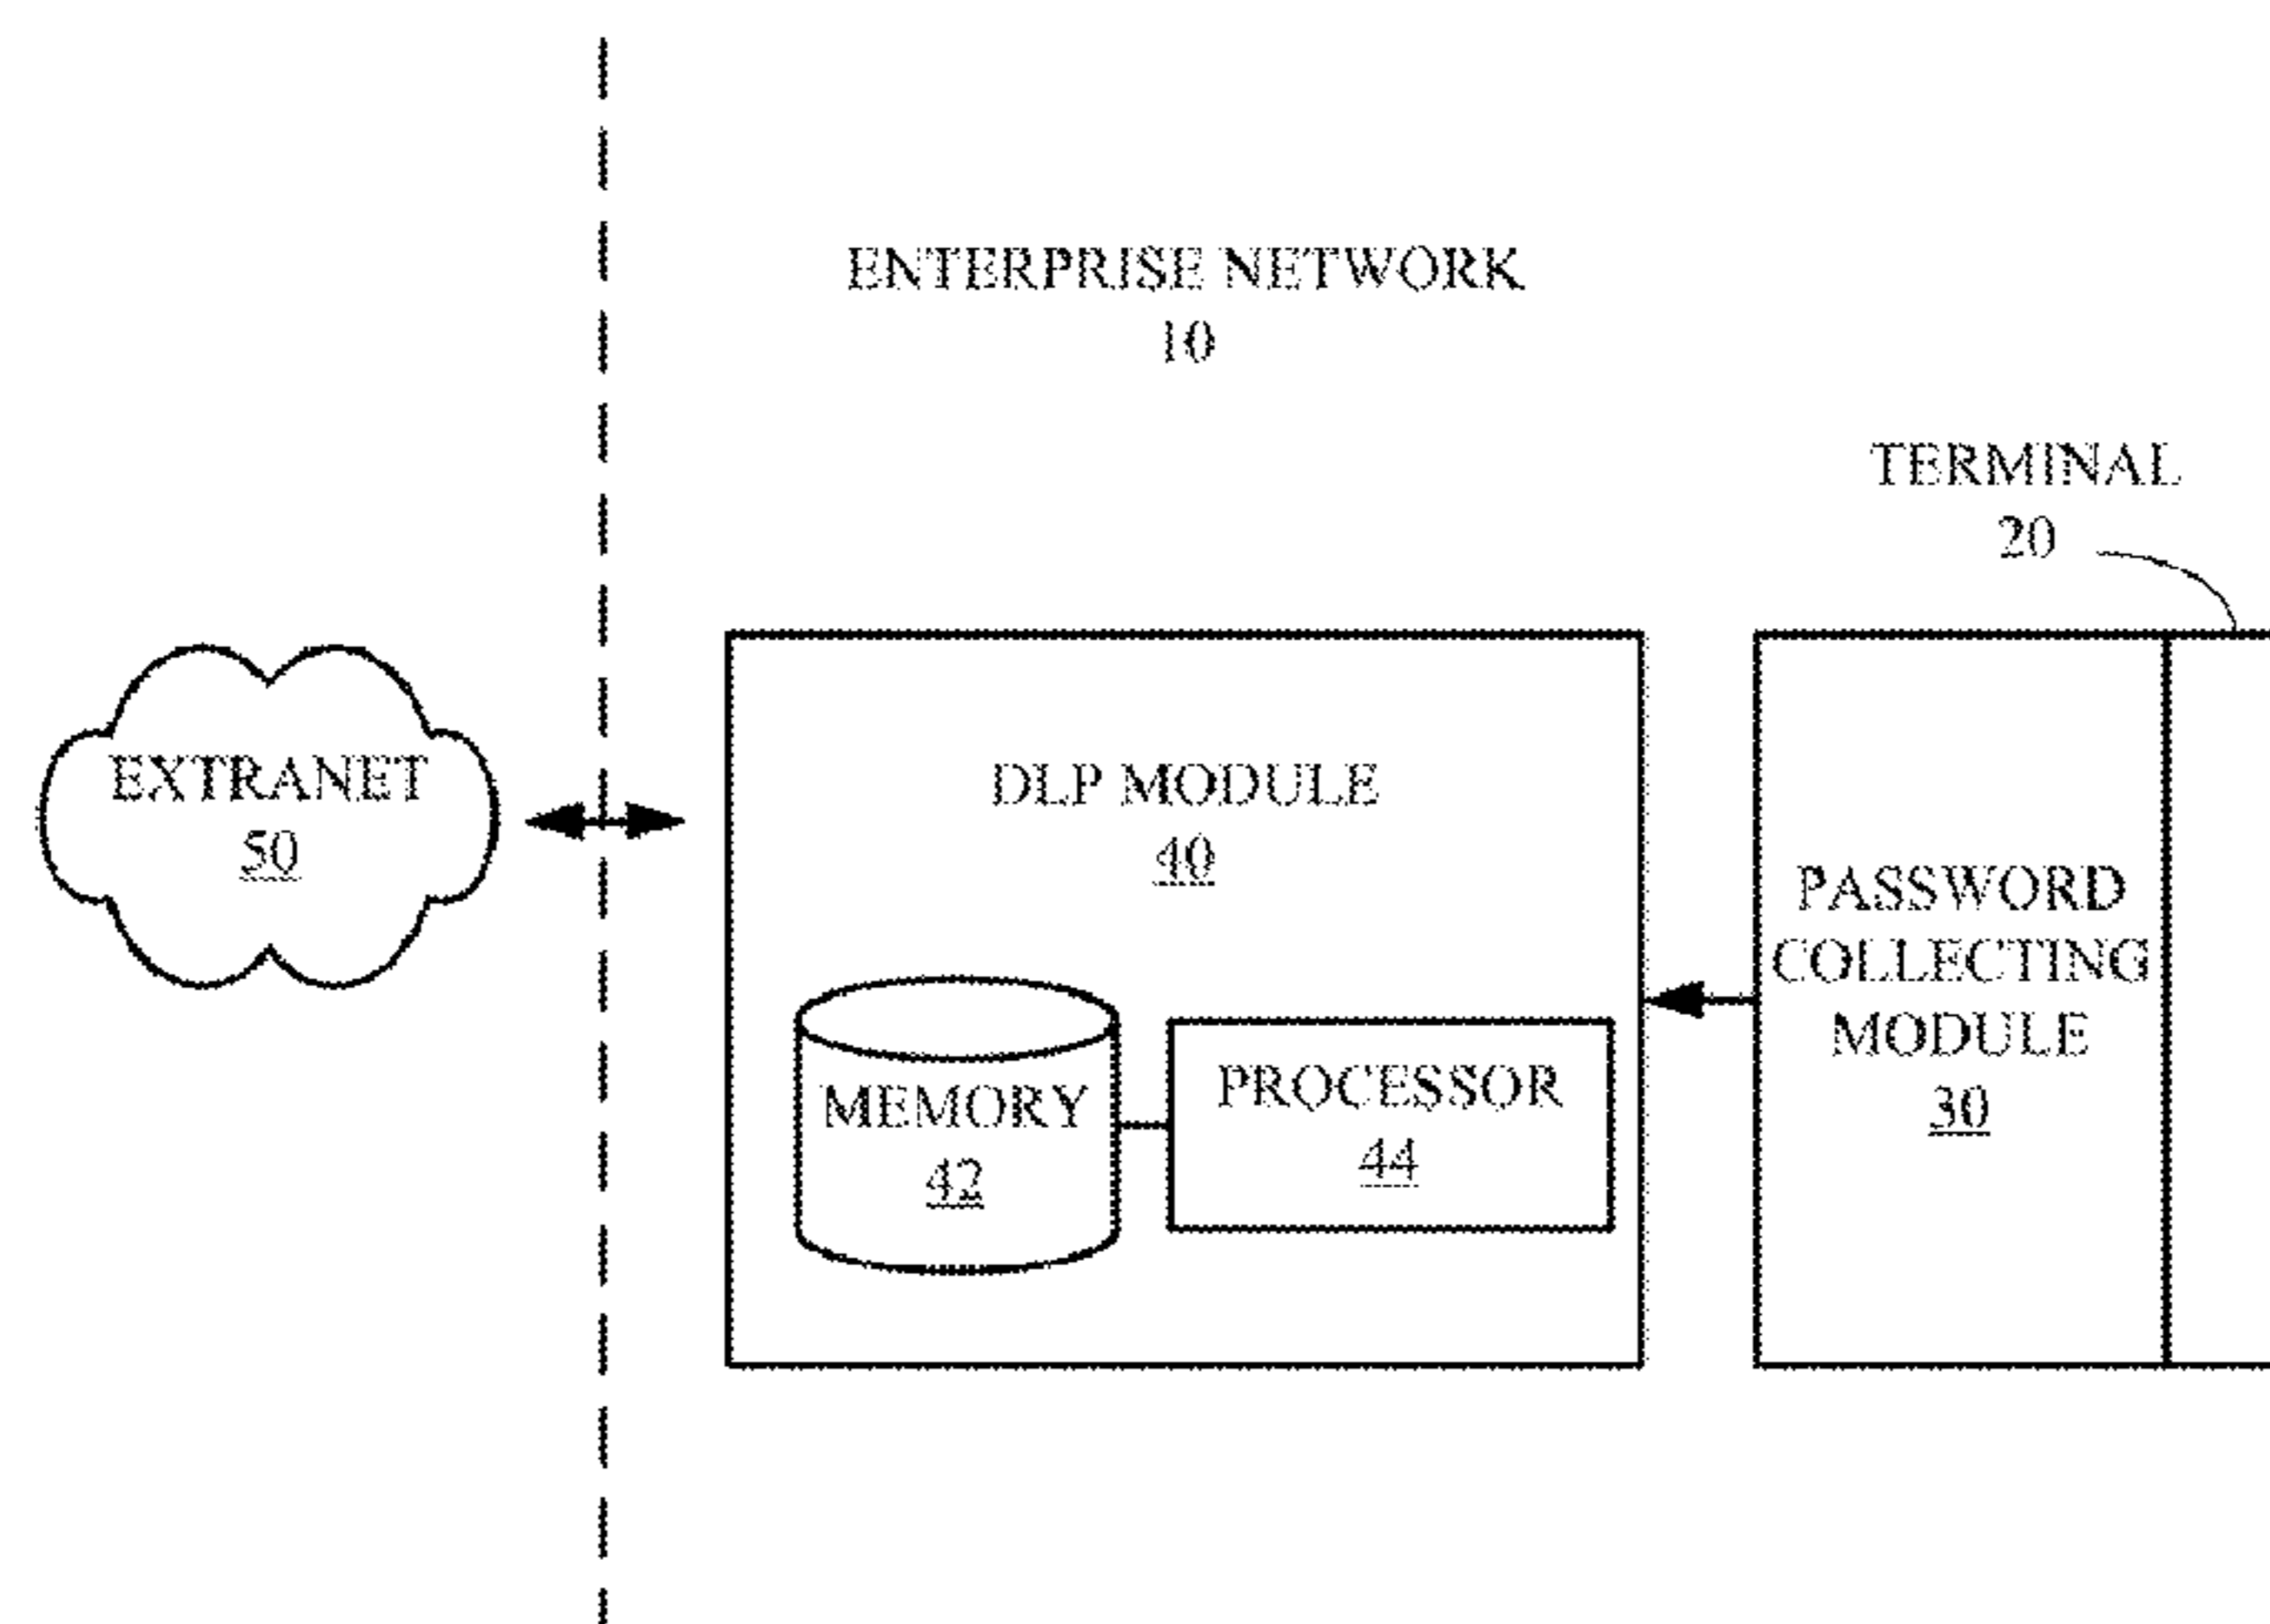 ENTERPRISE NETWORK
10
TERMINAL
20
EXTRANET
50
DLP MODULE
40
MEMORY
42
PROCESSOR
44
PASSWORD
COLLECTING
MODULE
30